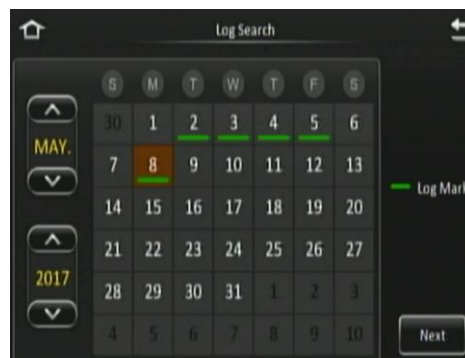 Log Search
S M T W T F S
30 1 2 3 4 5 6
MAY.
7 8 9 10 11 12 13
Log Mark
14 15 16 17 18 19 20
21 22 23 24 25 26 27
2017
28 29 30 31 1 2 3
4 5 6 7 8 9 10
Next